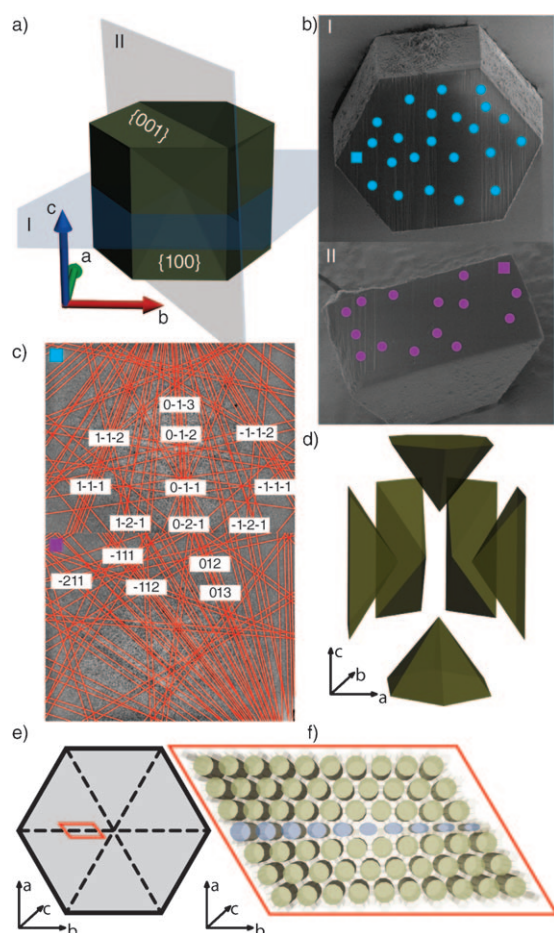 a)
II
{001}
I
c
a
{100}
b
b)
I
II
c)
0-1-3
1-1-2
0-1-2
-1-1-2
1-1-1
0-1-1
-1-1-1
1-2-1
0-2-1
-1-2-1
-111
012
-211
-112
013
d)
c
b
a
e)
a
c
b
f)
a
c
b